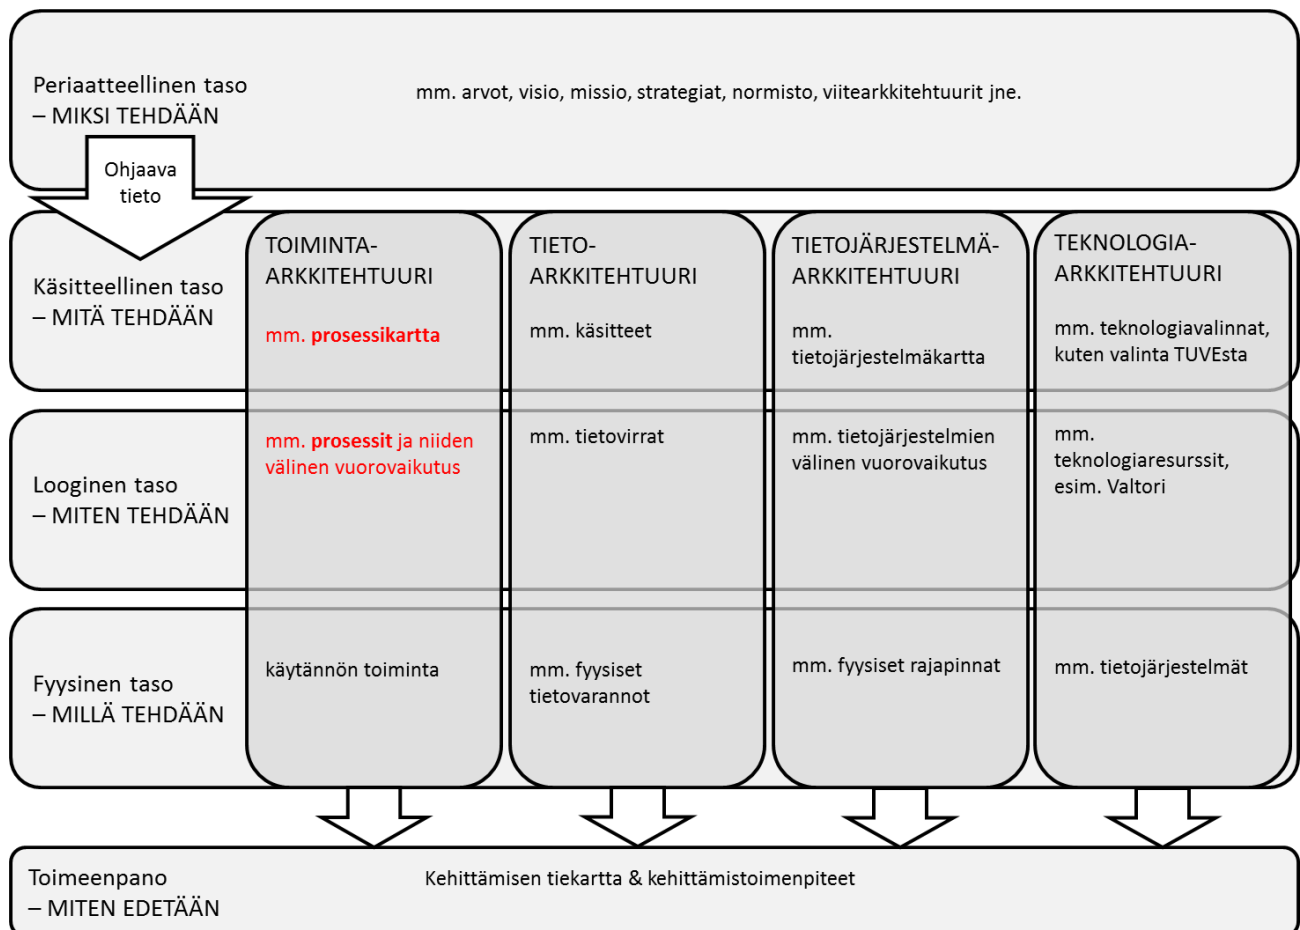 Periaatteellinen taso
– MIKSI TEHDÄÄN
mm. arvot, visio, missio, strategiat, normisto, viitearkkitehtuurit jne.
Ohjaava
tieto
Käsitteellinen taso
– MITÄ TEHDÄÄN
TOIMINTA-
ARKKITEHTUURI
mm. prosessikartta
TIETO-
ARKKITEHTUURI
mm. käsitteet
TIETOJÄRJESTELMÄ-
ARKKITEHTUURI
mm.
tietojärjestelmäkartta
TEKNOLOGIA-
ARKKITEHTUURI
mm. teknologiavalinnat,
kuten valinta TUVEsta
Looginen taso
– MITEN TEHDÄÄN
mm. prosessit ja niiden
välinen vuorovaikutus
mm. tietovirrat
mm. tietojärjestelmien
välinen vuorovaikutus
mm.
teknologiaresurssit,
esim. Valtori
Fyysinen taso
– MILLÄ TEHDÄÄN
käytännön toiminta
mm. fyysiset
tietovarannot
mm. fyysiset rajapinnat
mm. tietojärjestelmät
Toimeenpano
– MITEN EDETÄÄN
Kehittämisen tiekartta & kehittämistoimenpiteet